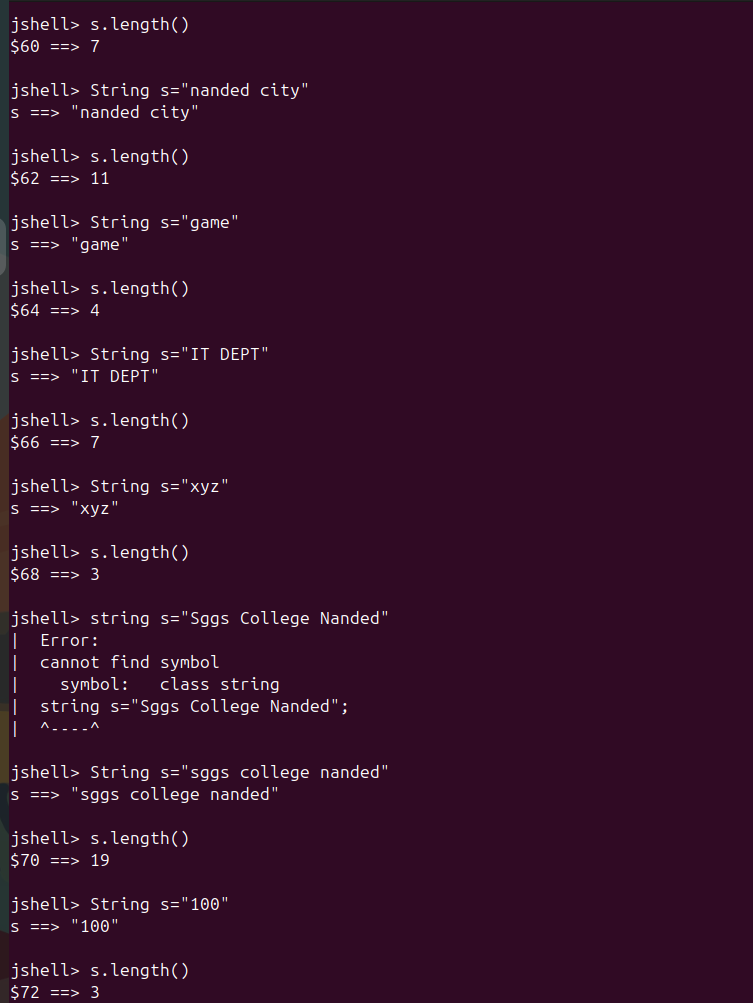 jshell> s.length()
$60 ==> 7
jshell> String s="nanded city"
s ==> "nanded city"
jshell> s.length()
$62 ==> 11
jshell> String s="game"
s ==> "game"
jshell> s.length()
$64 ==> 4
jshell> String s="IT DEPT"
s ==> "IT DEPT"
jshell> s.length()
$66 ==> 7
jshell> String s="xyz"
s ==> "xyz"
jshell> s.length()
$68 ==> 3
jshell> string s="Sggs College Nanded"
|  Error:
|  cannot find symbol
|    symbol:   class string
|  string s="Sggs College Nanded";
|  ^----^
jshell> String s="sggs college nanded"
s ==> "sggs college nanded"
jshell> s.length()
$70 ==> 19
jshell> String s="100"
s ==> "100"
jshell> s.length()
$72 ==> 3